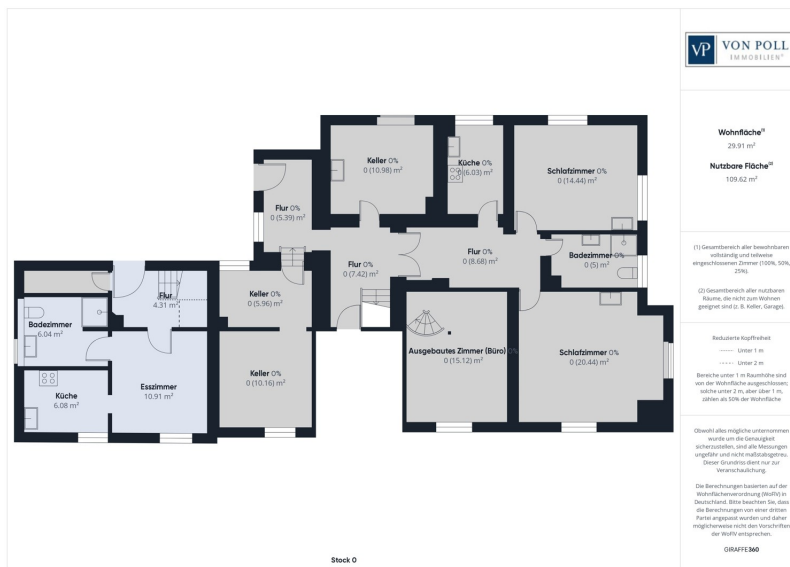 VP VON POLL
IMMOBILIEN®
Wohnfläche⁽¹⁾
29.91 m²
Nutzbare Fläche⁽²⁾
109.62 m²
(1) Gesamtbereich aller bewohnbaren
vollständig und teilweise
eingeschlossenen Zimmer (100%, 50%,
25%).
(2) Gesamtbereich aller nutzbaren
Räume, die nicht zum Wohnen
geeignet sind (z. B. Keller, Garage).
Reduzierte Kopffreiheit
Unter 1 m
Unter 2 m
Bereiche unter 1 m Raumhöhe sind
von der Wohnfläche ausgeschlossen;
solche unter 2 m, aber über 1 m,
zählen als 50% der Wohnfläche
Obwohl alles mögliche unternommen
wurde um die Genauigkeit
sicherzustellen, sind alle Messungen
ungefähr und nicht maßstabsgetreu.
Dieser Grundriss dient nur zur
Veranschaulichung.
Die Berechnungen basierten auf der
Wohnflächenverordnung (WoFlV) in
Deutschland. Bitte beachten Sie, dass
die Berechnungen von einer dritten
Partei angepasst wurden und daher
möglicherweise nicht den Vorschriften
der WoFlV entsprechen.
GIRAFFE360
Keller 0%
0 (10.98) m²
Küche 0%
0 (6.03) m²
Schlafzimmer 0%
0 (14.44) m²
Flur 0%
0 (5.39) m²
Flur 0%
0 (7.42) m²
Flur 0%
0 (8.68) m²
Badezimmer 0%
0 (5) m²
Keller 0%
0 (5.96) m²
Flur
4.31 m²
Badezimmer
6.04 m²
Küche
6.08 m²
Esszimmer
10.91 m²
Keller 0%
0 (10.16) m²
Ausgebautes Zimmer (Büro) 0%
0 (15.12) m²
Schlafzimmer 0%
0 (20.44) m²
Stock 0